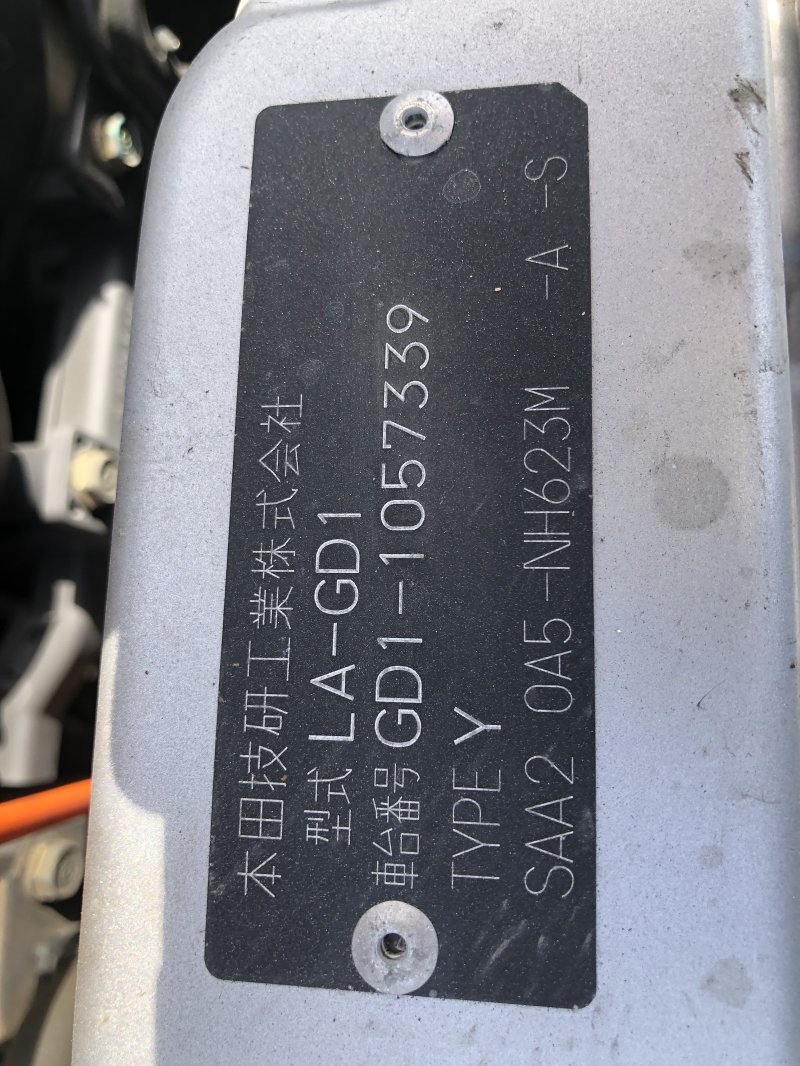 本田技研工業株式会社
型式 LA-GD1
車台番号 GD1-1057339
TYPE Y
SAA2 0A5-NH623M -A -S